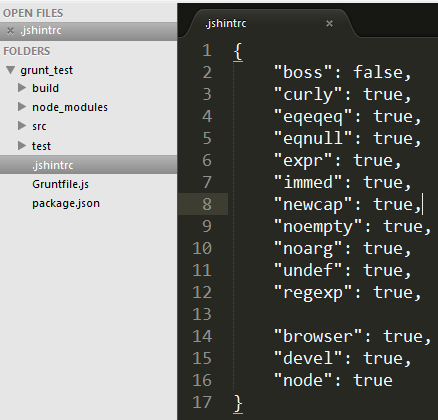 OPEN FILES
.jshintrc
FOLDERS
grunt_test
build
node_modules
src
test
.jshintrc
Gruntfile.js
package.json
.jshintrc
1 {
2 "boss": false,
3 "curly": true,
4 "eqeqeq": true,
5 "eqnull": true,
6 "expr": true,
7 "immed": true,
8 "newcap": true,
9 "noempty": true,
10 "noarg": true,
11 "undef": true,
12 "regexp": true,
13
14 "browser": true,
15 "devel": true,
16 "node": true
17 }